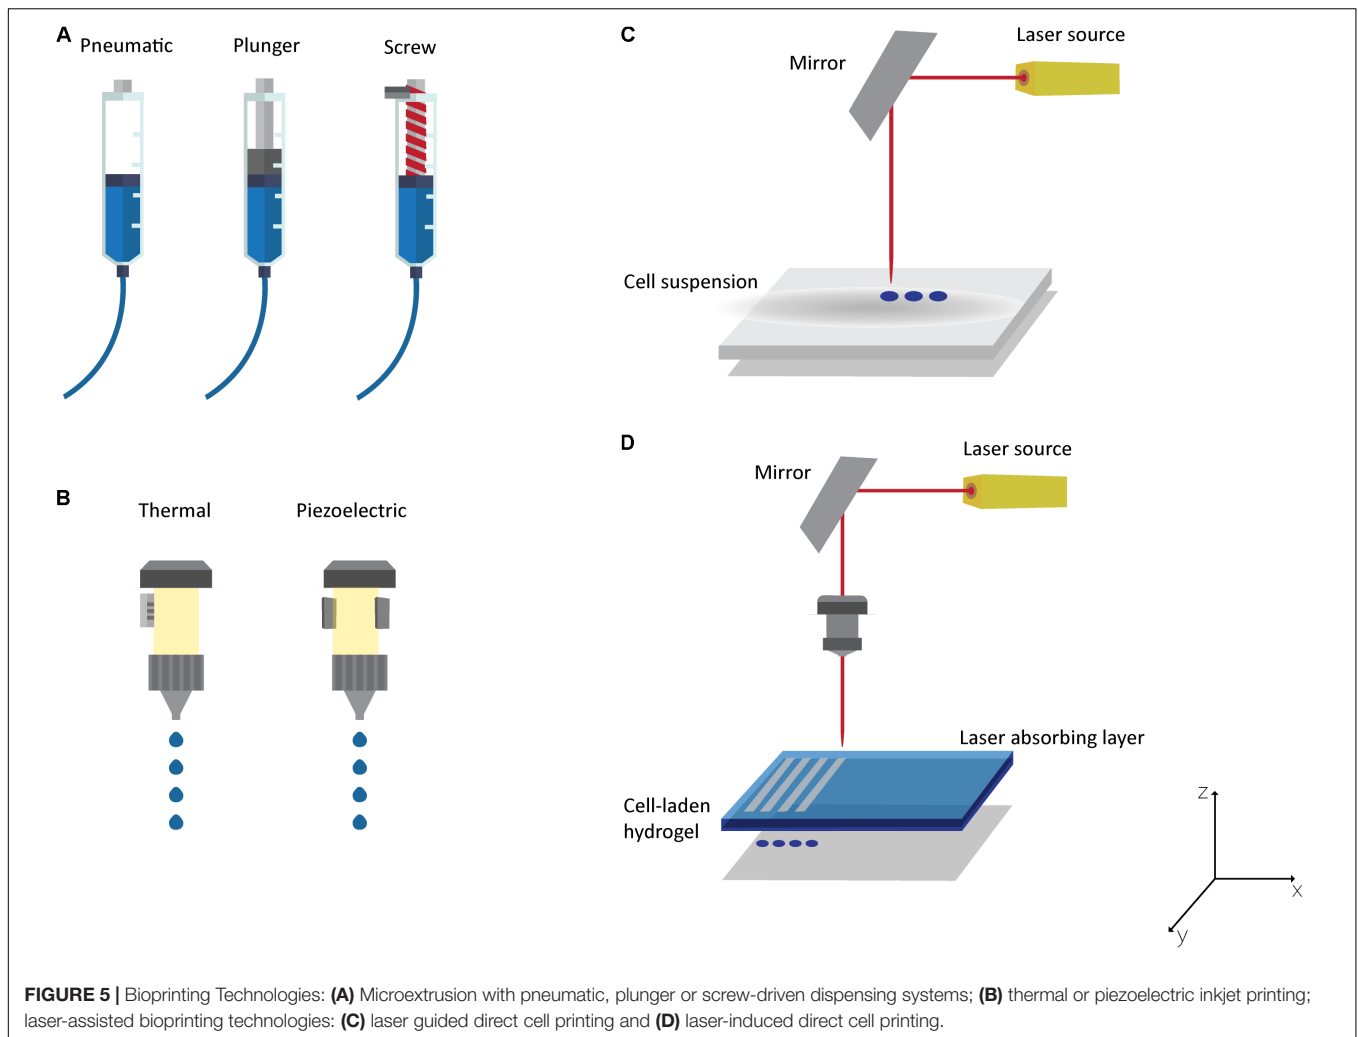 A
Pneumatic
Plunger
Screw
B
Thermal
Piezoelectric
C
Mirror
Laser source
Cell suspension
D
Mirror
Laser source
Laser absorbing layer
Cell-laden
hydrogel
z
x
y
FIGURE 5 | Bioprinting Technologies: (A) Microextrusion with pneumatic, plunger or screw-driven dispensing systems; (B) thermal or piezoelectric inkjet printing;
laser-assisted bioprinting technologies: (C) laser guided direct cell printing and (D) laser-induced direct cell printing.